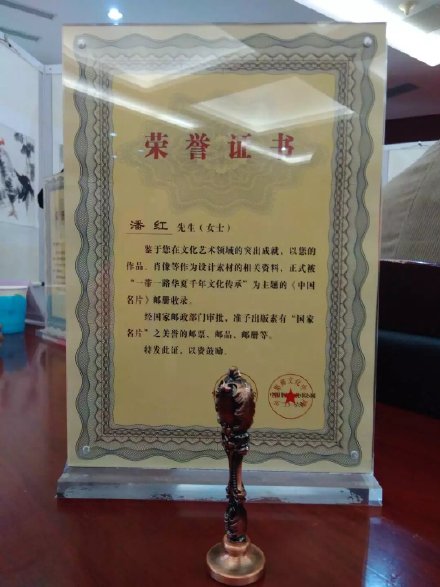 荣誉证书
潘红 先生（女士）
鉴于您在文化艺术领域的突出成就，以您的
作品、肖像等作为设计素材的相关资料，正式被
“一带一路华夏千年文化传承”为主题的《中国
名片》邮册收录。
经国家邮政部门审批，准予出版素有“国家
名片”之美誉的邮票、邮品、邮册等。
特发此证，以资鼓励。